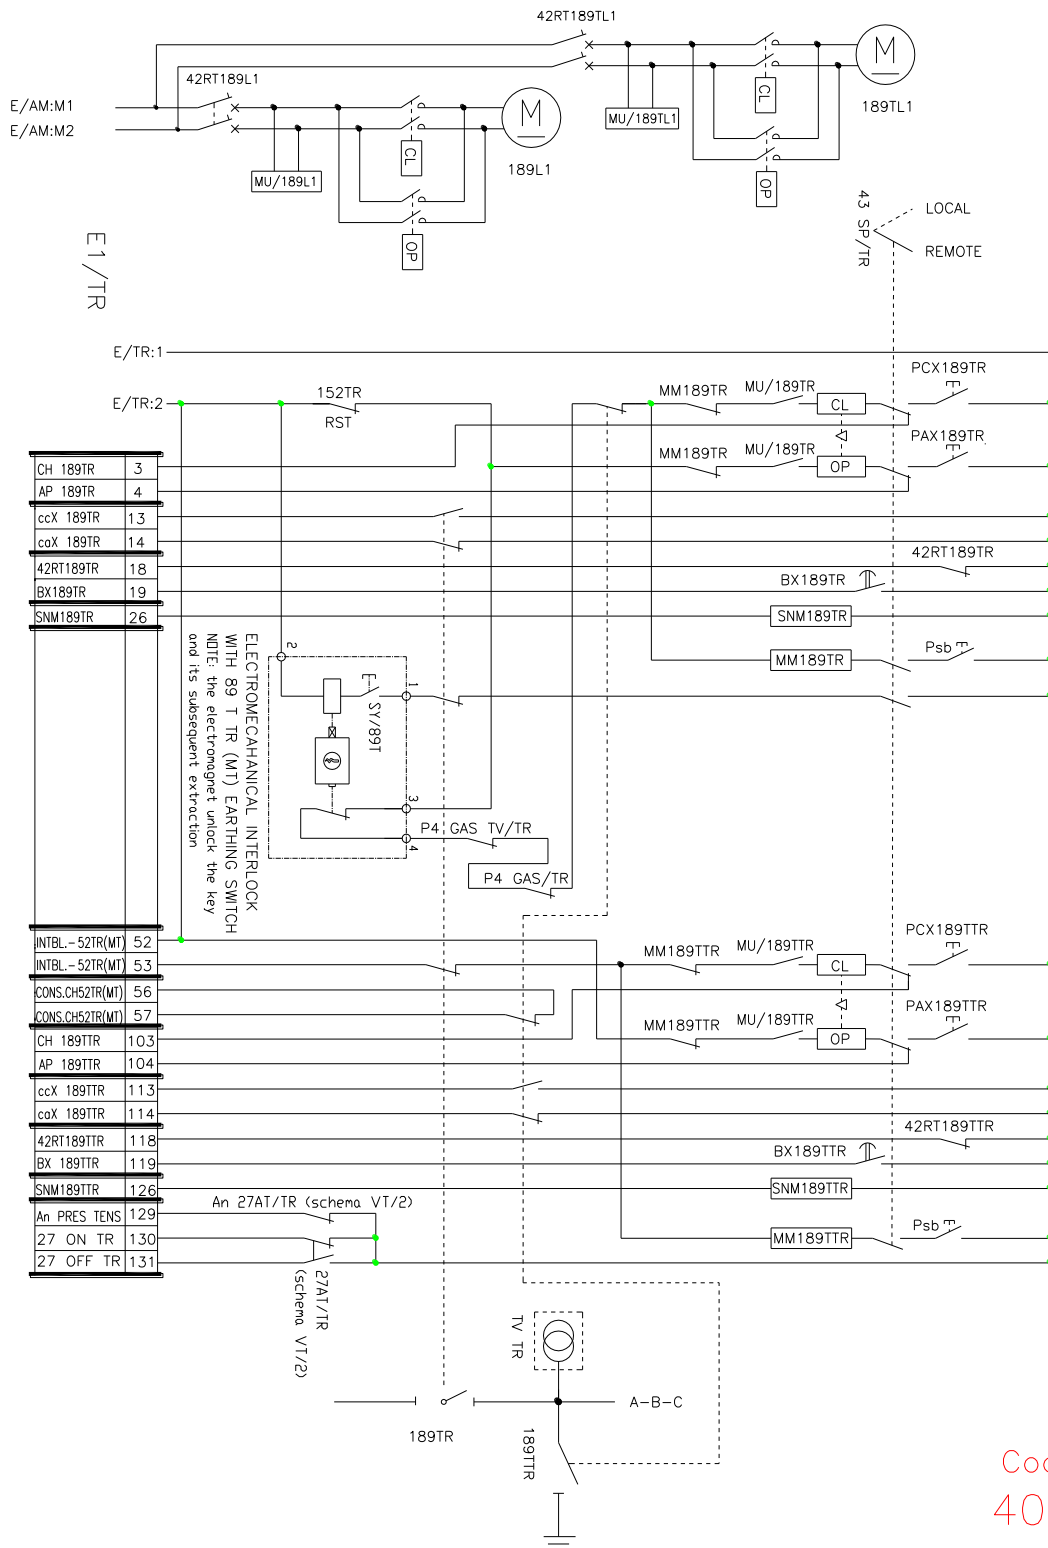 42RT189TL1
M
189TL1
CL
MU/189TL1
OP
42RT189L1
E/AM:M1
E/AM:M2
M
189L1
CL
MU/189L1
OP
43 SP/TR
LOCAL
REMOTE
E1/TR
E/TR:1
PCX189TR
E/TR:2
152TR
RST
MM189TR
MU/189TR
CL
PAX189TR
MM189TR
MU/189TR
OP
CH 189TR 3
AP 189TR 4
ccX 189TR 13
caX 189TR 14
42RT189TR
42RT189TR 18
BX189TR
BX189TR 19
SNM189TR 26
SNM189TR
MM189TR
Psb
2
1
SY/89T
3
4
ELECTROMECAHANICAL INTERLOCK
WITH 89 T TR (MT) EARTHING SWITCH
NOTE: the electromagnet unlock the key
and its subsequent extraction
P4 GAS TV/TR
P4 GAS/TR
INTBL.-52TR(MT) 52
INTBL.-52TR(MT) 53
CONS.CH52TR(MT) 56
CONS.CH52TR(MT) 57
CH 189TTR 103
AP 189TTR 104
ccX 189TTR 113
caX 189TTR 114
42RT189TTR 118
BX 189TTR 119
SNM189TTR 126
An PRES TENS 129
27 ON TR 130
27 OFF TR 131
PCX189TTR
MM189TTR
MU/189TTR
CL
PAX189TTR
MM189TTR
MU/189TTR
OP
42RT189TTR
BX189TTR
SNM189TTR
MM189TTR
Psb
An 27AT/TR (schema VT/2)
27AT/TR
(schema VT/2)
TV TR
A-B-C
189TR
189TTR
40